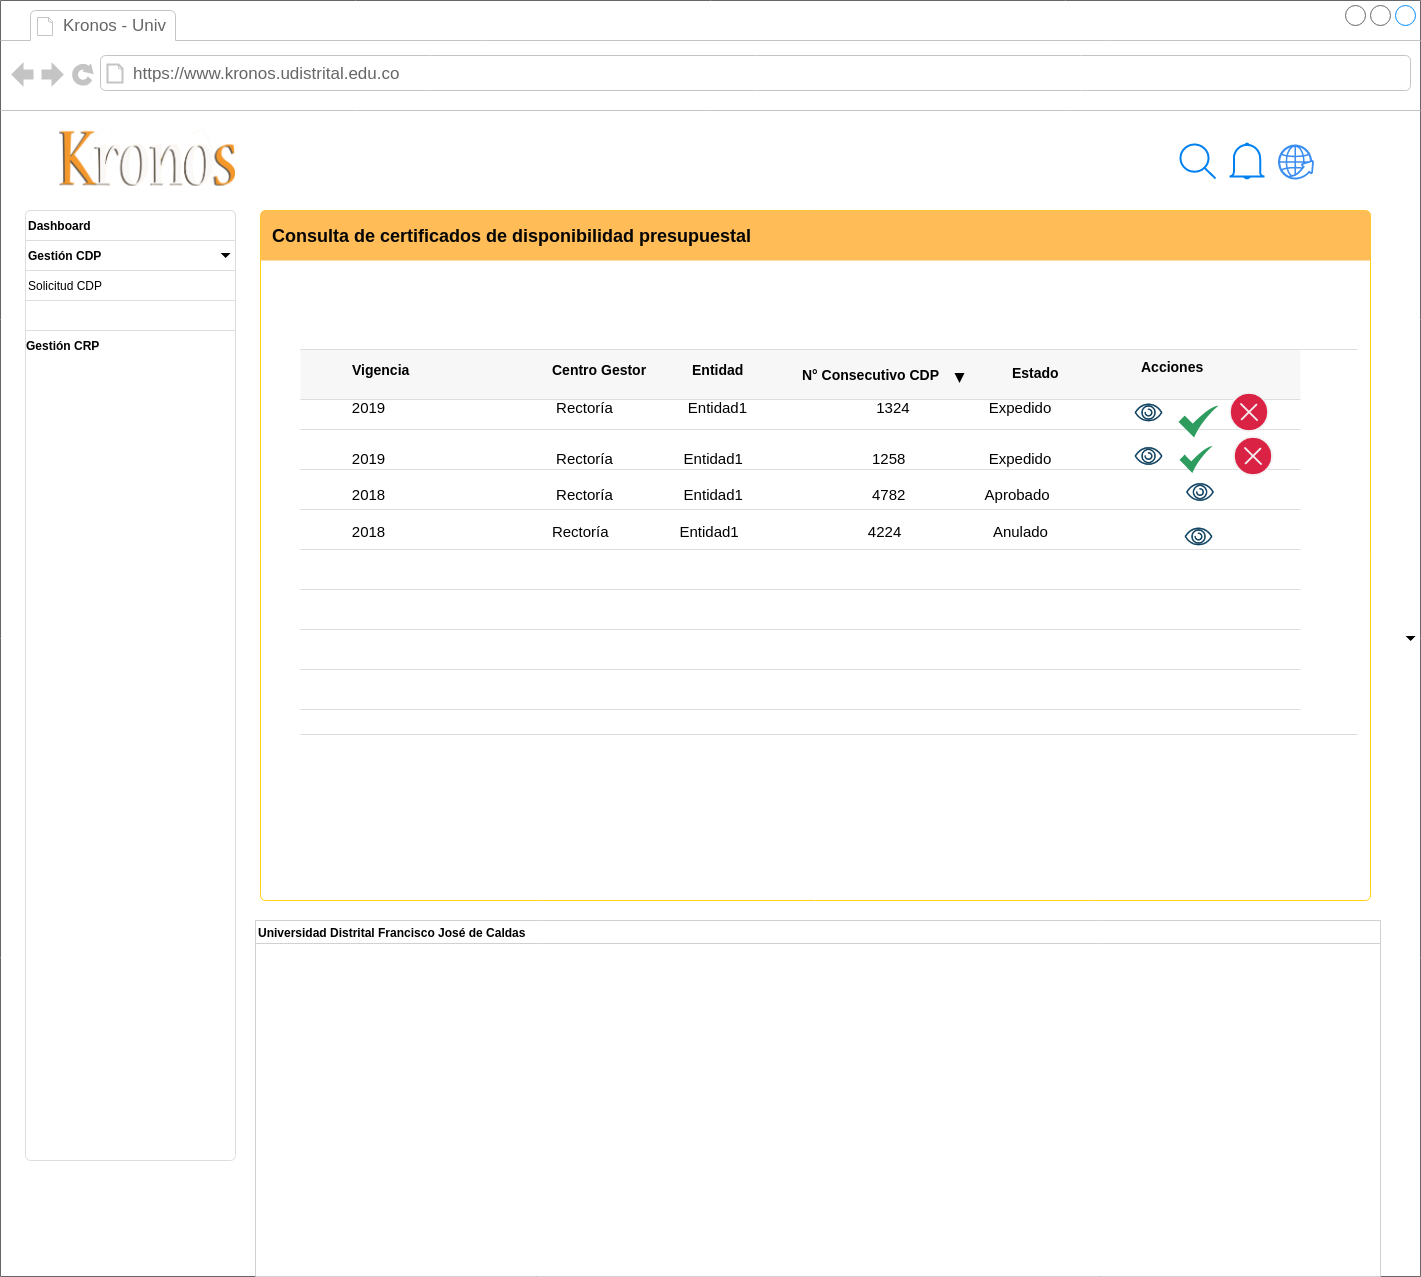 Kronos - Univ
https://www.kronos.udistrital.edu.co
Kronos
Dashboard
Gestión CDP
Solicitud CDP
Gestión CRP
Consulta de certificados de disponibilidad presupuestal
Vigencia Centro Gestor Entidad N° Consecutivo CDP ▼ Estado Acciones
2019 Rectoría Entidad1 1324 Expedido
2019 Rectoría Entidad1 1258 Expedido
2018 Rectoría Entidad1 4782 Aprobado
2018 Rectoría Entidad1 4224 Anulado
Universidad Distrital Francisco José de Caldas